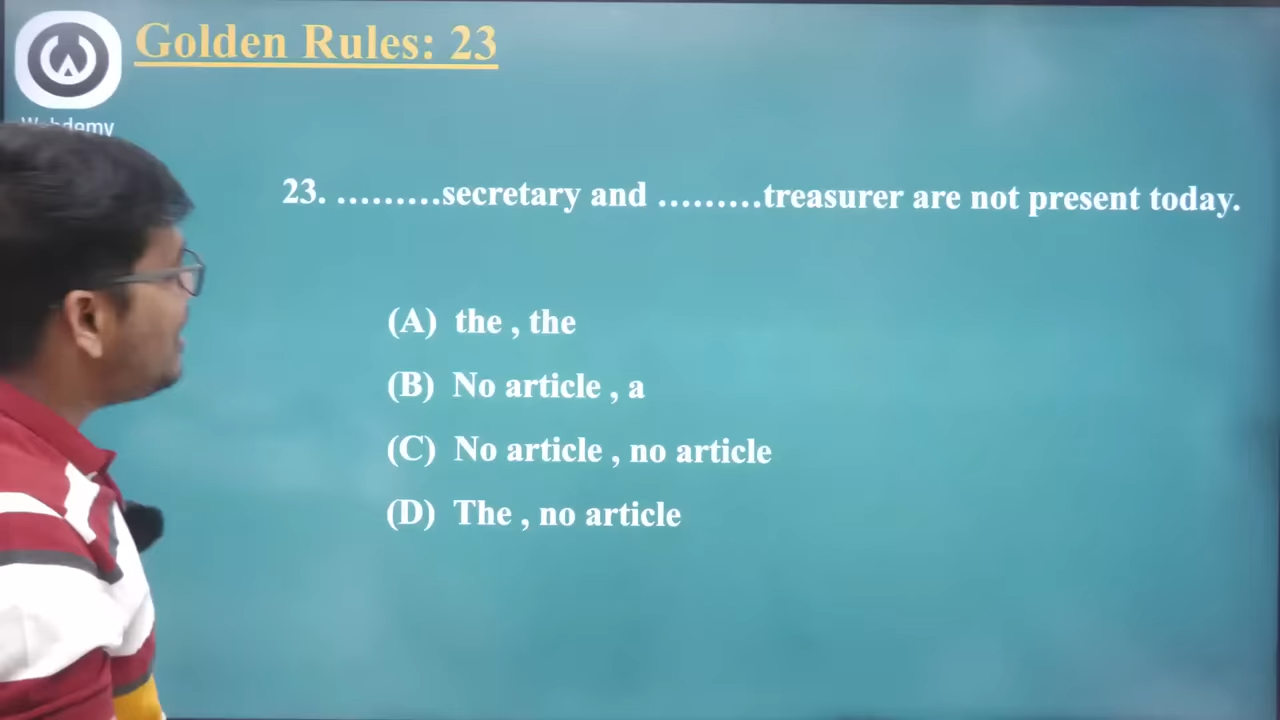 Golden Rules: 23
Webdemy
23. .........secretary and .........treasurer are not present today.
(A) the , the
(B) No article , a
(C) No article , no article
(D) The , no article